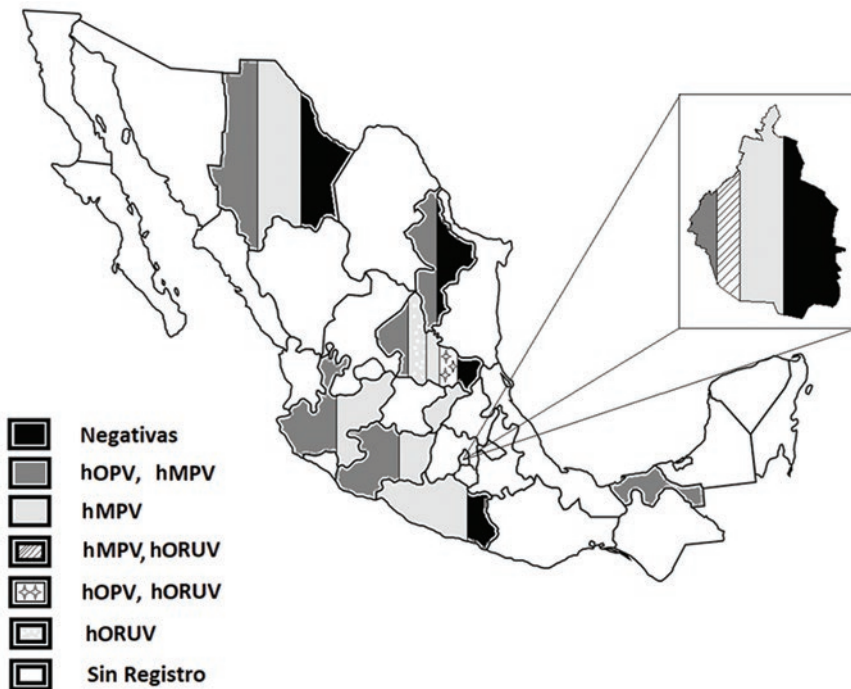 Negativas
hOPV, hMPV
hMPV
hMPV, hORUV
hOPV, hORUV
hORUV
Sin Registro